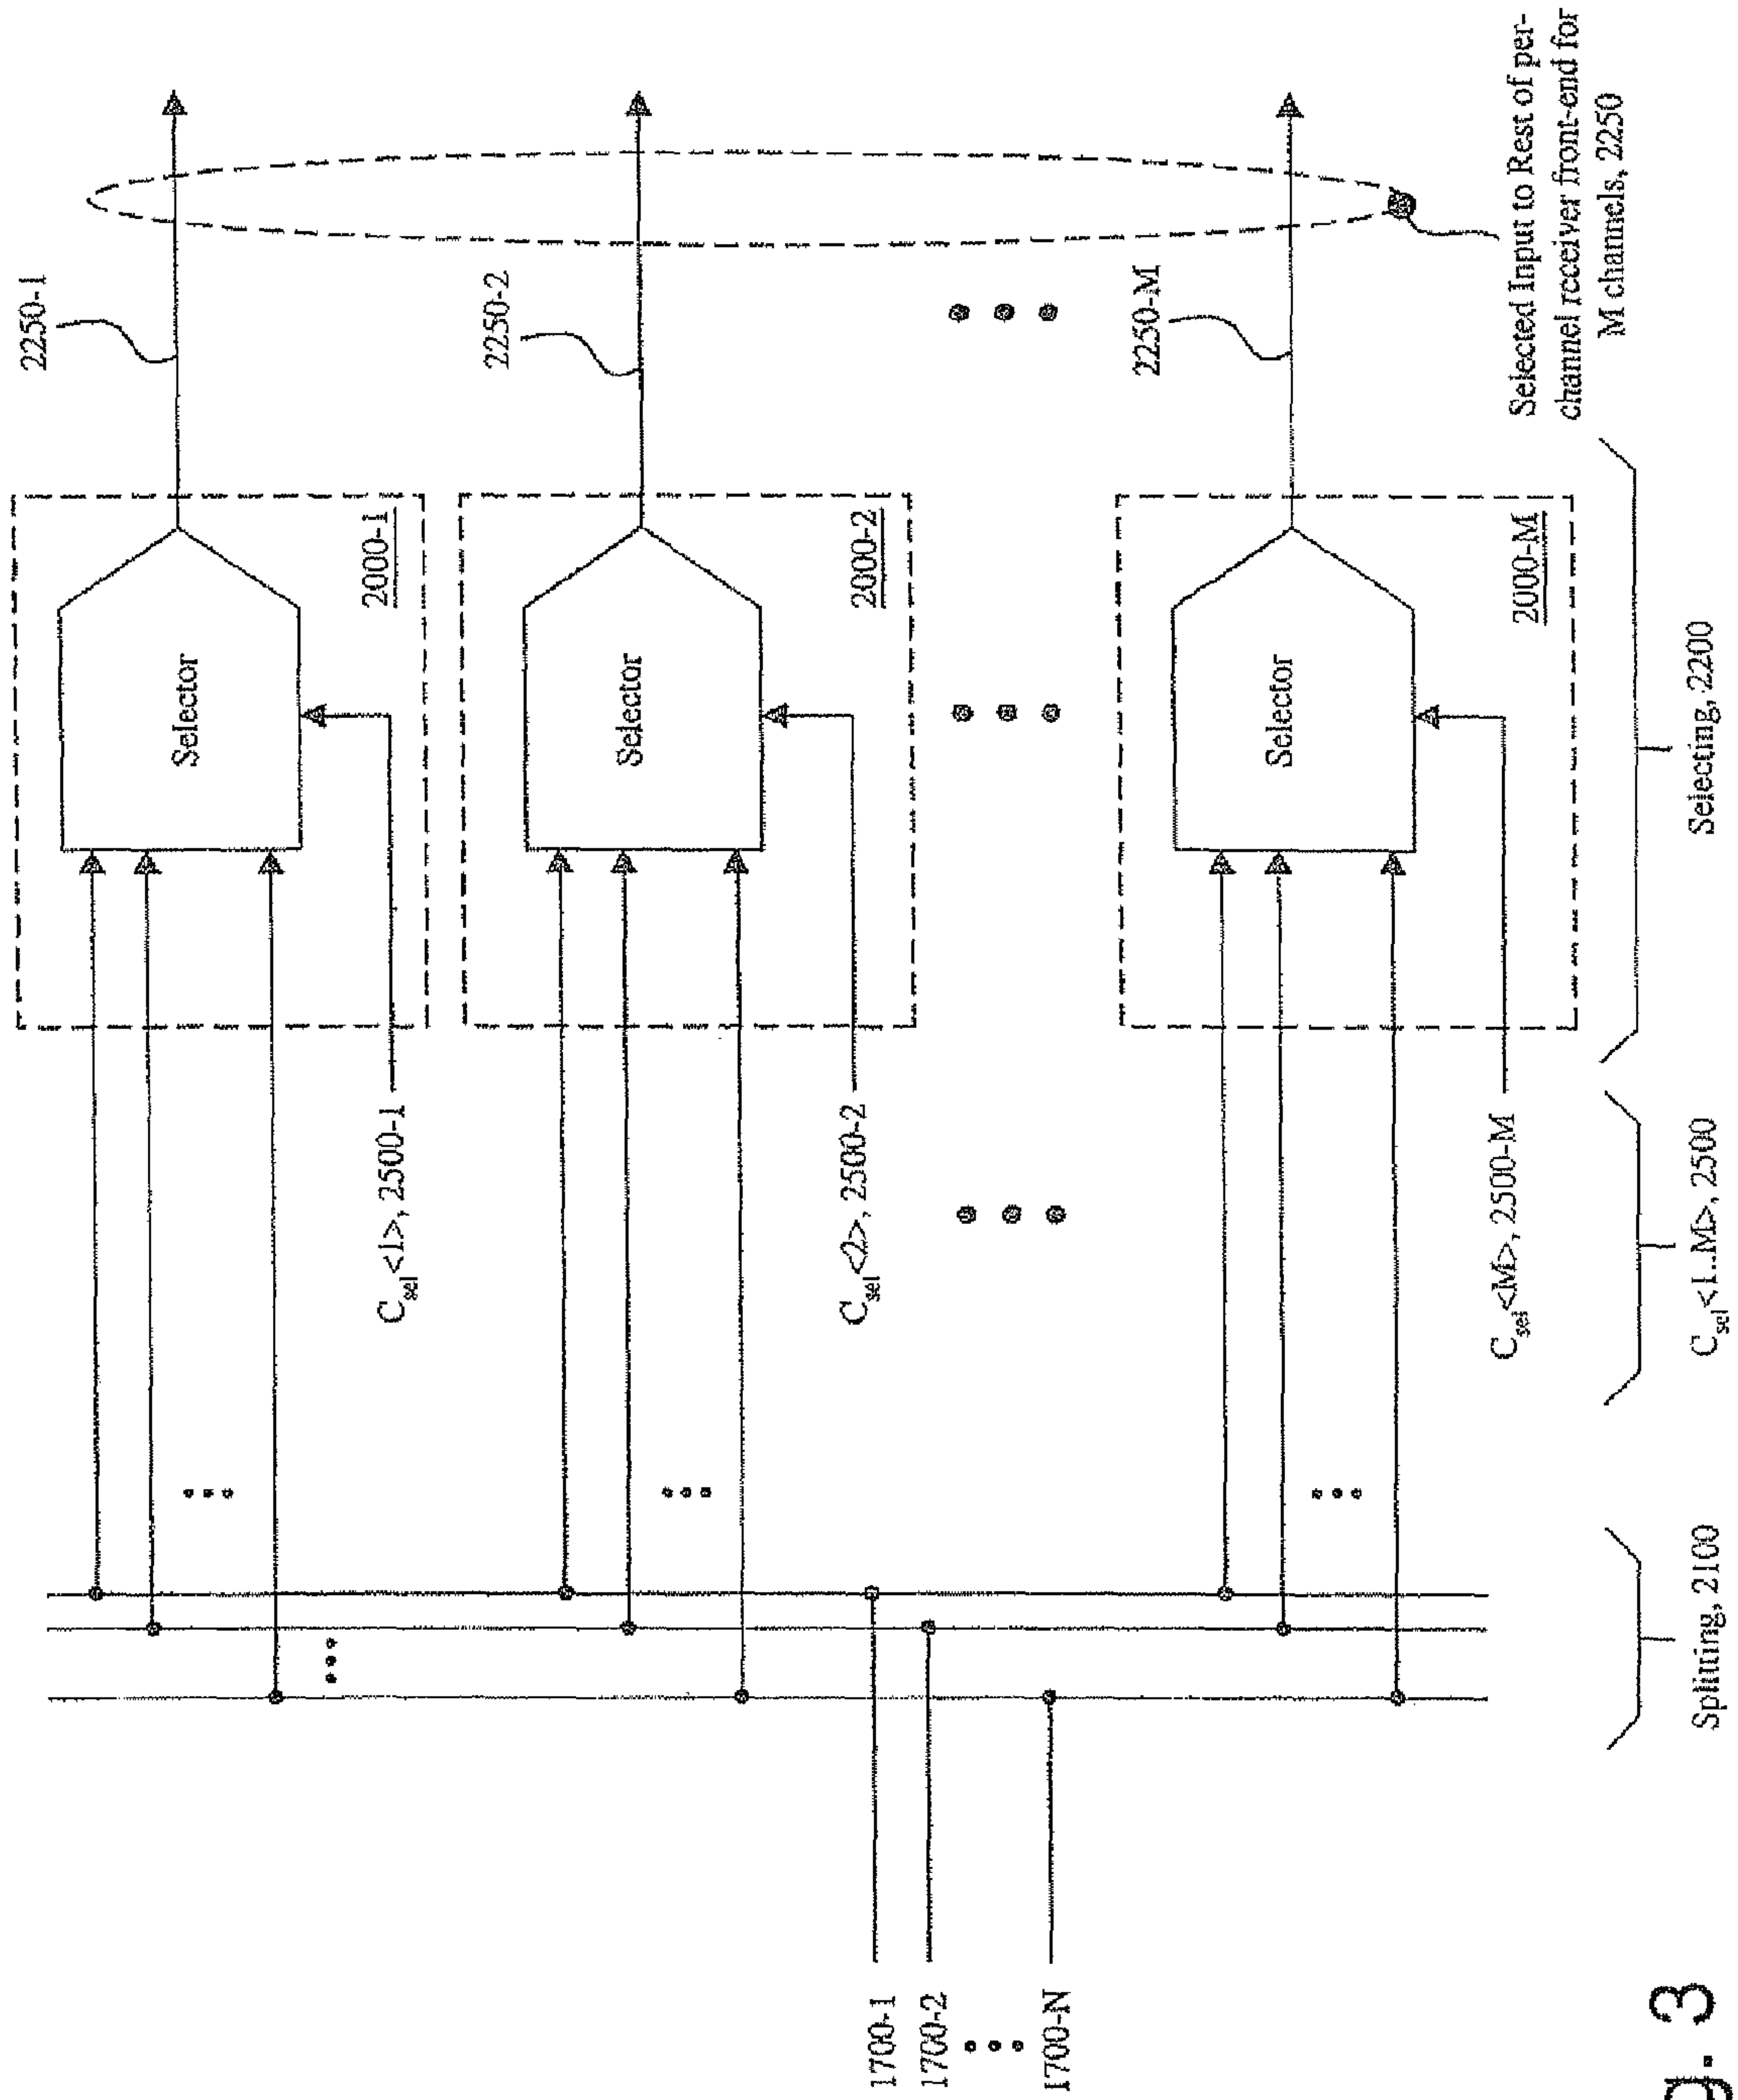 2250-1
Selector
2000-1
C_sel<1>, 2500-1
2250-2
Selector
2000-2
C_sel<2>, 2500-2
1700-1
1700-2
1700-N
2250-M
Selector
2000-M
C_sel<M>, 2500-M
Splitting, 2100
C_sel<1..M>, 2500
Selecting, 2200
Selected Input to Rest of per-
channel receiver front-end for
M channels, 2250
g. 3